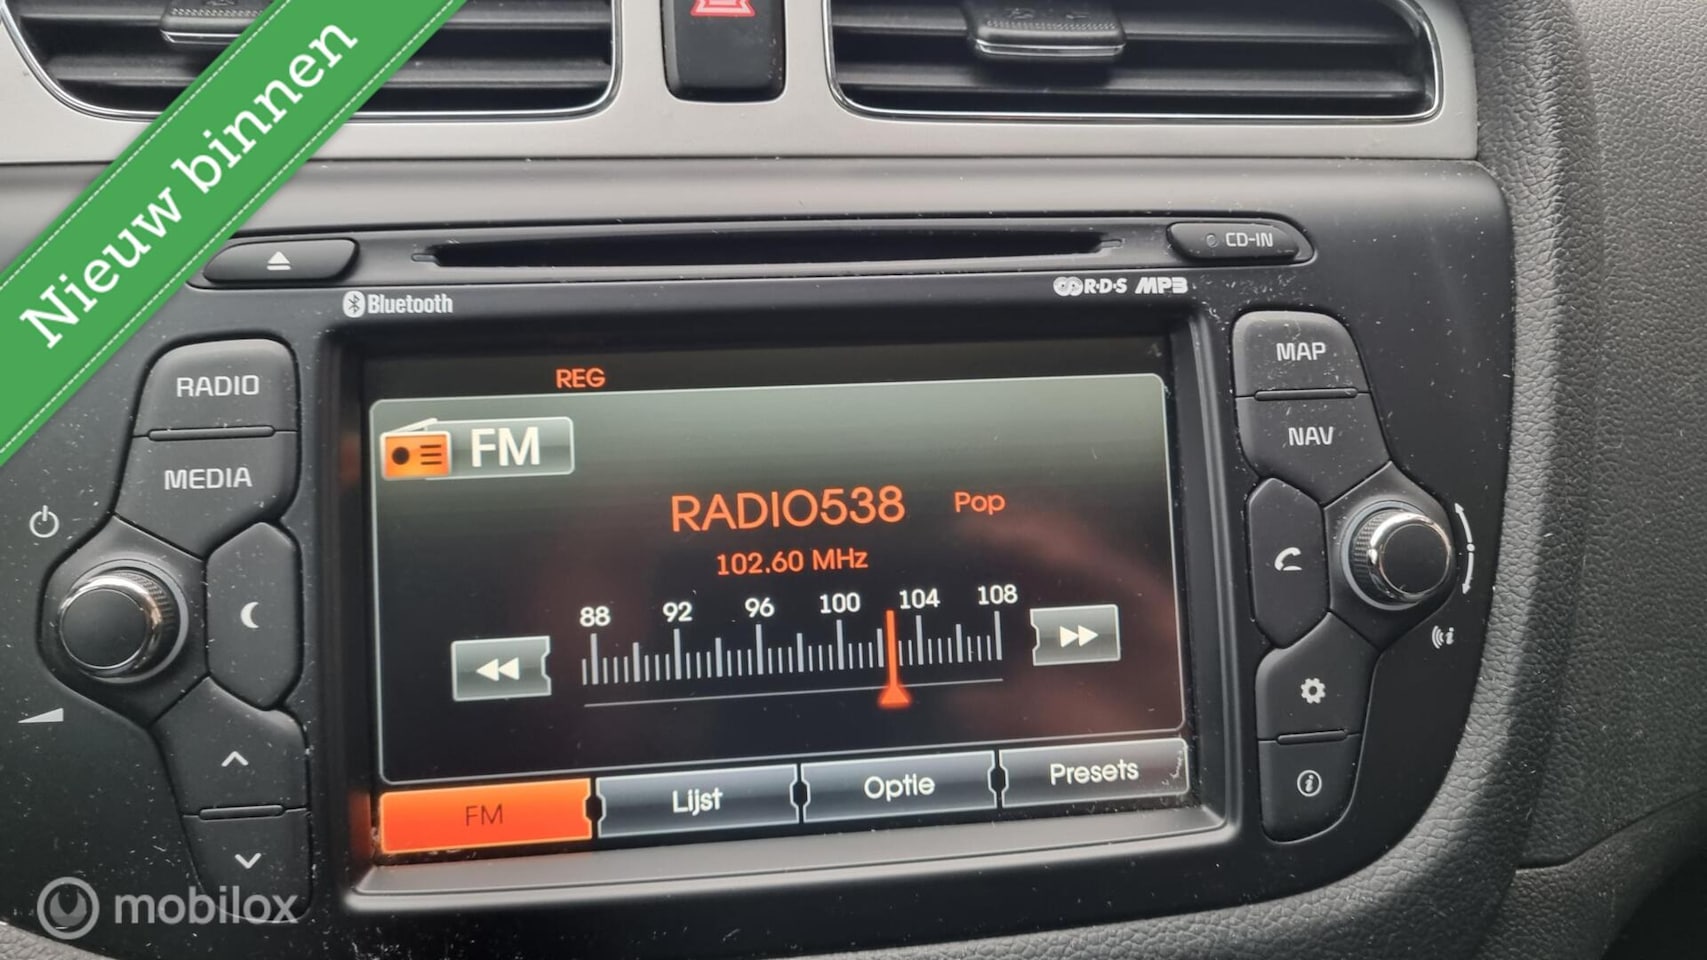 Nieuw binnen
CD-IN
Bluetooth
R·D·S MP3
RADIO
MEDIA
MAP
NAV
REG
FM
RADIO538 Pop
102.60 MHz
88 92 96 100 104 108
FM Lijst Optie Presets
mobilox